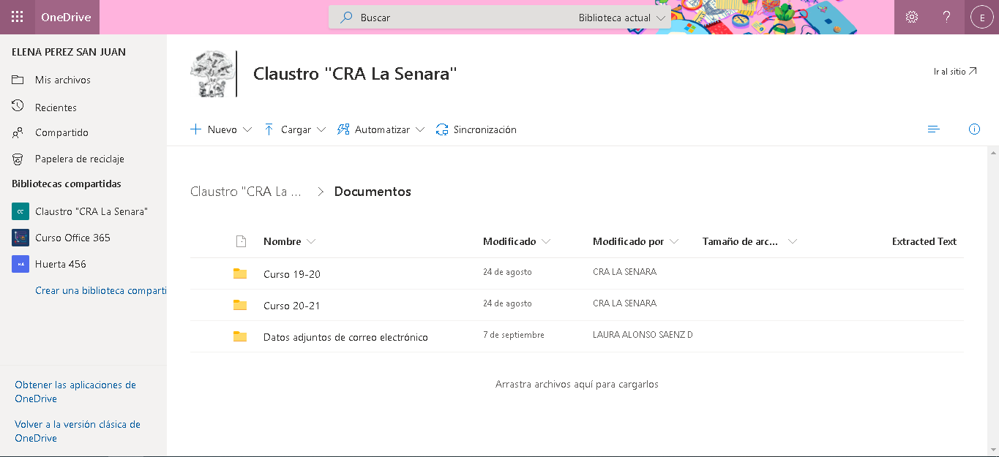 OneDrive
Buscar
Biblioteca actual
?
E
ELENA PEREZ SAN JUAN
Mis archivos
Recientes
Compartido
Papelera de reciclaje
Bibliotecas compartidas
CC Claustro "CRA La Senara"
Curso Office 365
Huerta 456
Crear una biblioteca comparti
Obtener las aplicaciones de
OneDrive
Volver a la versión clásica de
OneDrive
Claustro "CRA La Senara"
Ir al sitio
Nuevo
Cargar
Automatizar
Sincronización
Claustro "CRA La ... > Documentos
Nombre Modificado Modificado por Tamaño de arc... Extracted Text
Curso 19-20 24 de agosto CRA LA SENARA
Curso 20-21 24 de agosto CRA LA SENARA
Datos adjuntos de correo electrónico 7 de septiembre LAURA ALONSO SAENZ D
Arrastra archivos aquí para cargarlos